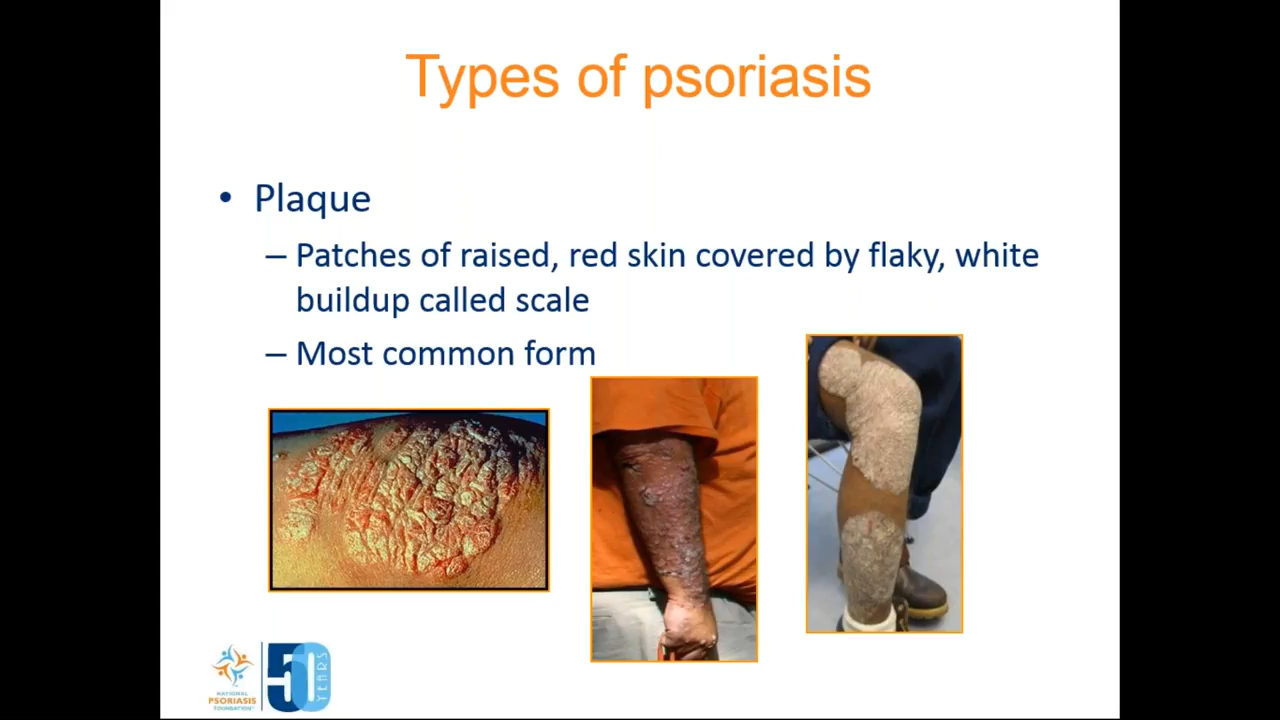 Types of psoriasis
• Plaque
– Patches of raised, red skin covered by flaky, white
buildup called scale
– Most common form
NATIONAL
PSORIASIS
FOUNDATION
50
YEARS